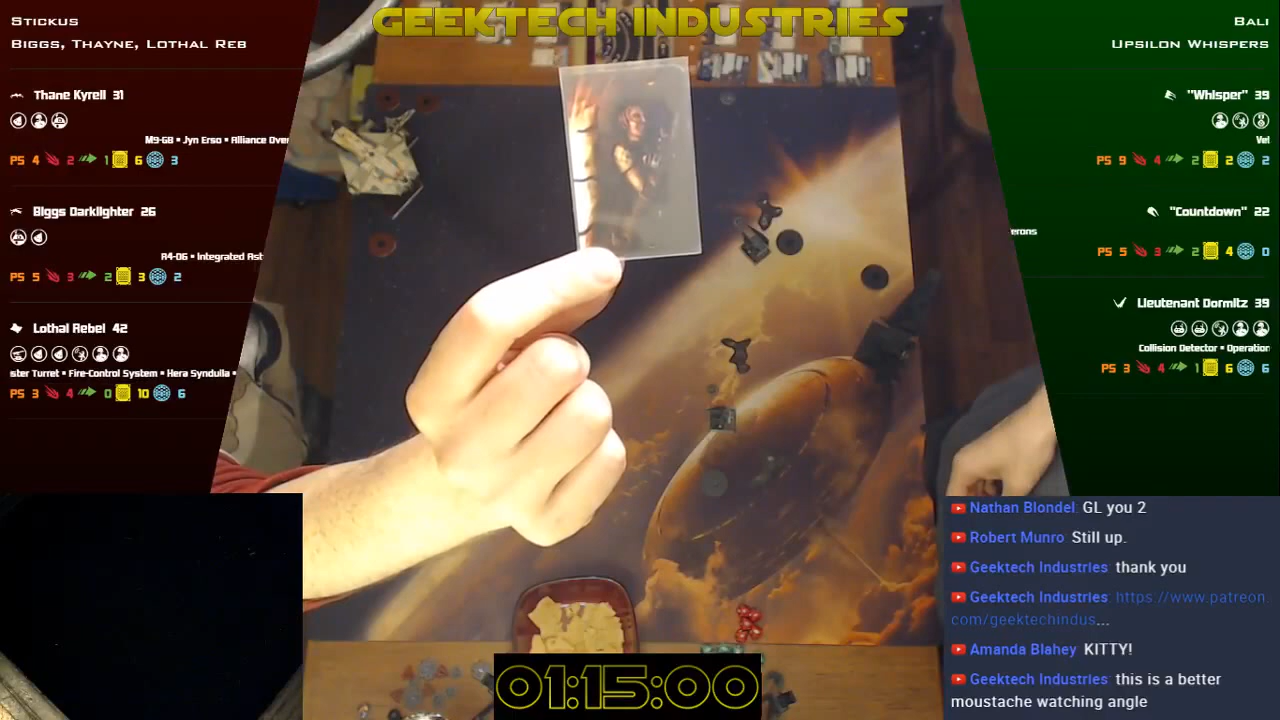 GEEKTECH INDUSTRIES
Stickus
Biggs, Thayne, Lothal Reb
Thane Kyrell 31
M9-G8 • Jyn Erso • Alliance Over
PS 4 2 1 6 3
Biggs Darklighter 26
R4-D6 • Integrated Ast
PS 5 3 2 3 2
Lothal Rebel 42
ster Turret • Fire-Control System • Hera Syndulla •
PS 3 4 0 10 6
Bali
Upsilon Whispers
"Whisper" 39
Vet
PS 9 4 2 2 2
"Countdown" 22
erons
PS 5 3 2 4 0
Lieutenant Dormitz 39
Collision Detector • Operation
PS 3 4 1 6 6
01:15:00
Nathan Blondel GL you 2
Robert Munro Still up.
Geektech Industries thank you
Geektech Industries https://www.patreon.
com/geektechindus...
Amanda Blahey KITTY!
Geektech Industries this is a better
moustache watching angle